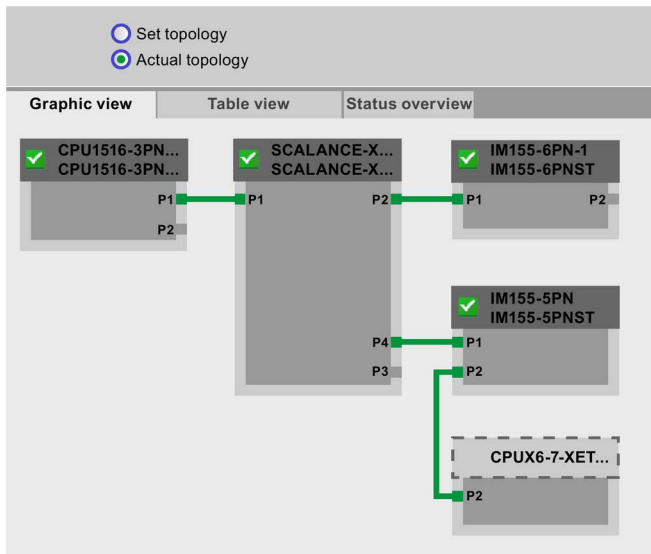 Set topology
Actual topology
Graphic view
Table view
Status overview
CPU1516-3PN...
CPU1516-3PN...
P1
P2
SCALANCE-X...
SCALANCE-X...
P1
P2
P4
P3
IM155-6PN-1
IM155-6PNST
P1
P2
IM155-5PN
IM155-5PNST
P1
P2
CPUX6-7-XET...
P2